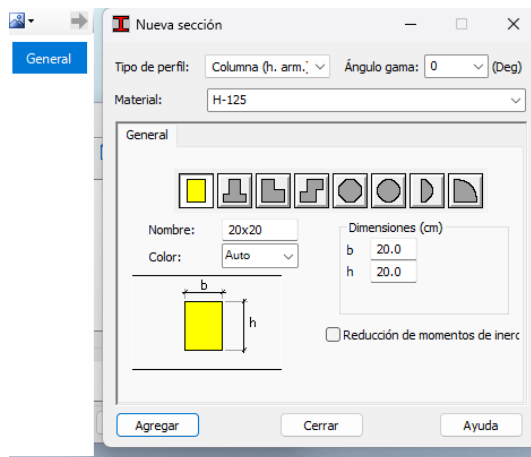 Nueva sección
General
Tipo de perfil: Columna (h. arm.) Ángulo gama: 0 (Deg)
Material: H-125
General
Nombre: 20x20
Color: Auto
Dimensiones (cm)
b 20.0
h 20.0
b
h
Reducción de momentos de inerc
Agregar Cerrar Ayuda